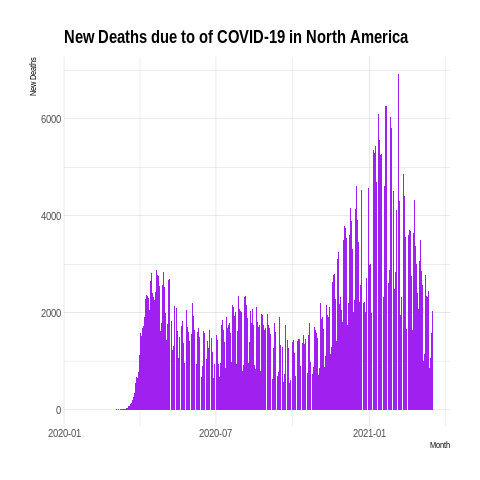 New Deaths due to of COVID-19 in North America
New Deaths
6000
4000
2000
0
2020-01
2020-07
2021-01
Month